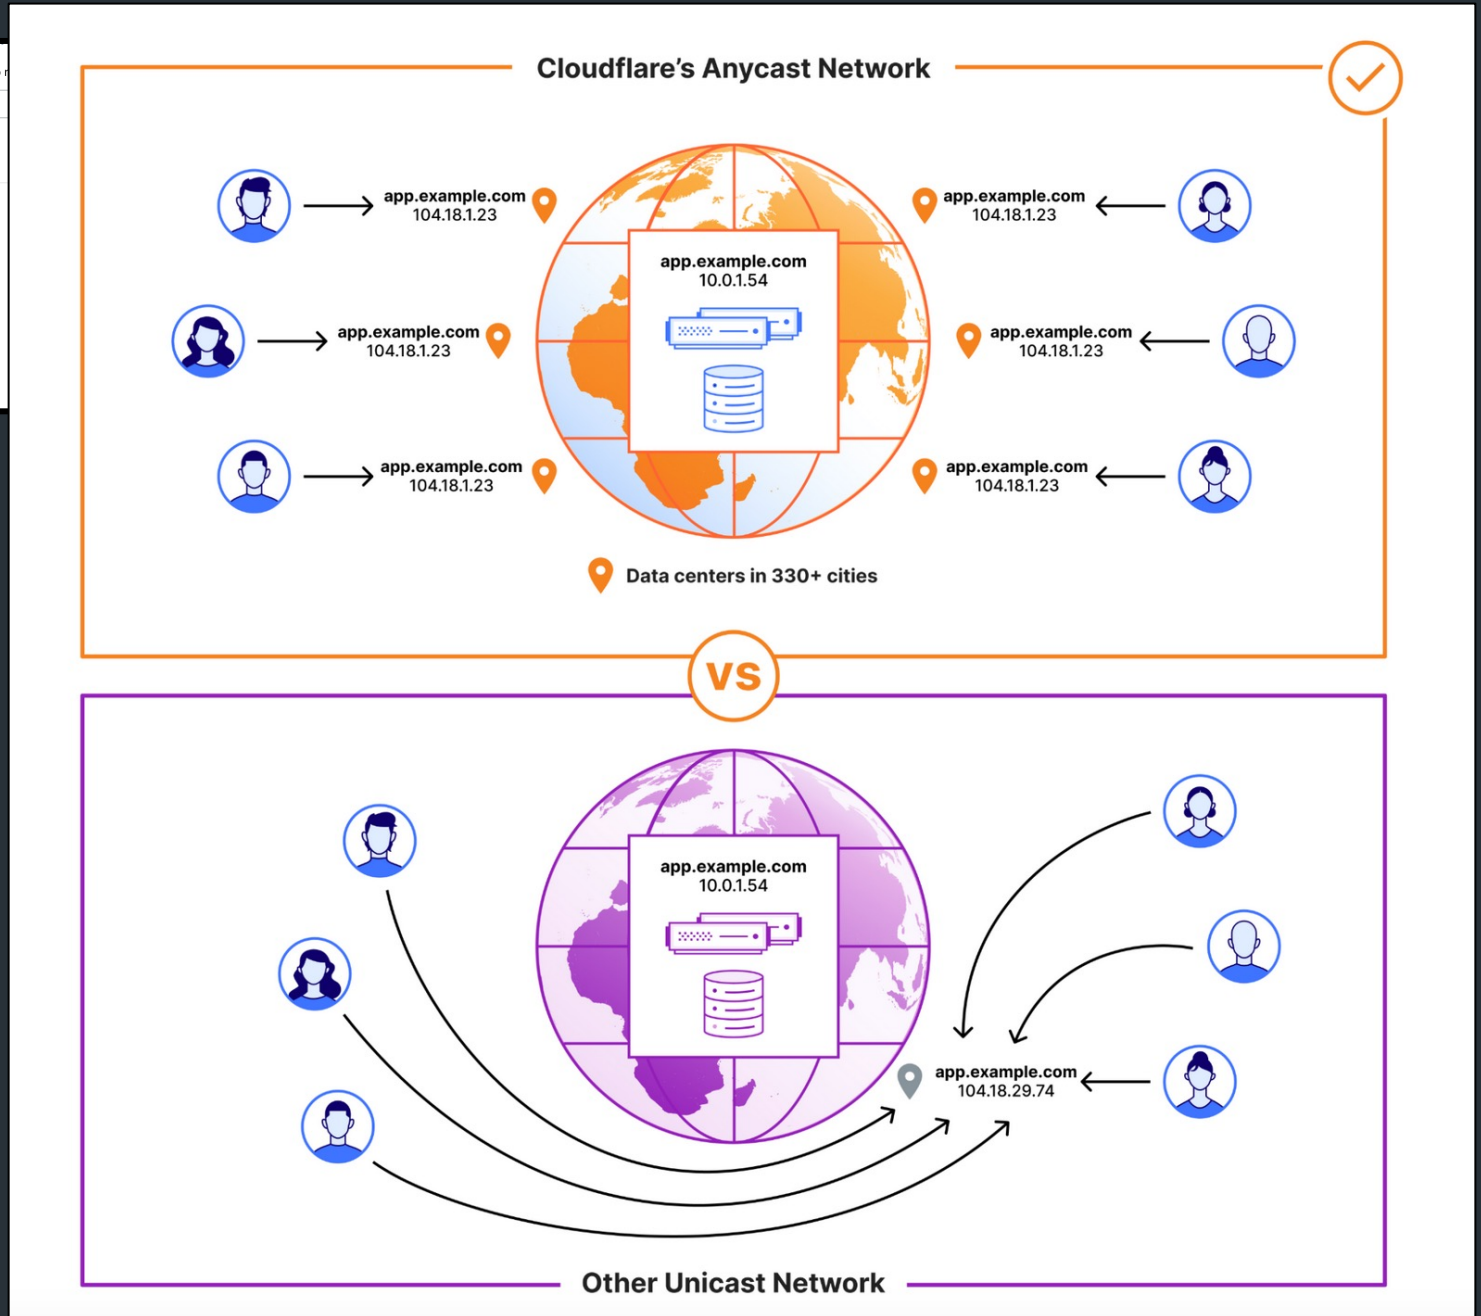 Cloudflare's Anycast Network
app.example.com
104.18.1.23
app.example.com
104.18.1.23
app.example.com
10.0.1.54
app.example.com
104.18.1.23
app.example.com
104.18.1.23
app.example.com
104.18.1.23
app.example.com
104.18.1.23
Data centers in 330+ cities
VS
app.example.com
10.0.1.54
app.example.com
104.18.29.74
Other Unicast Network